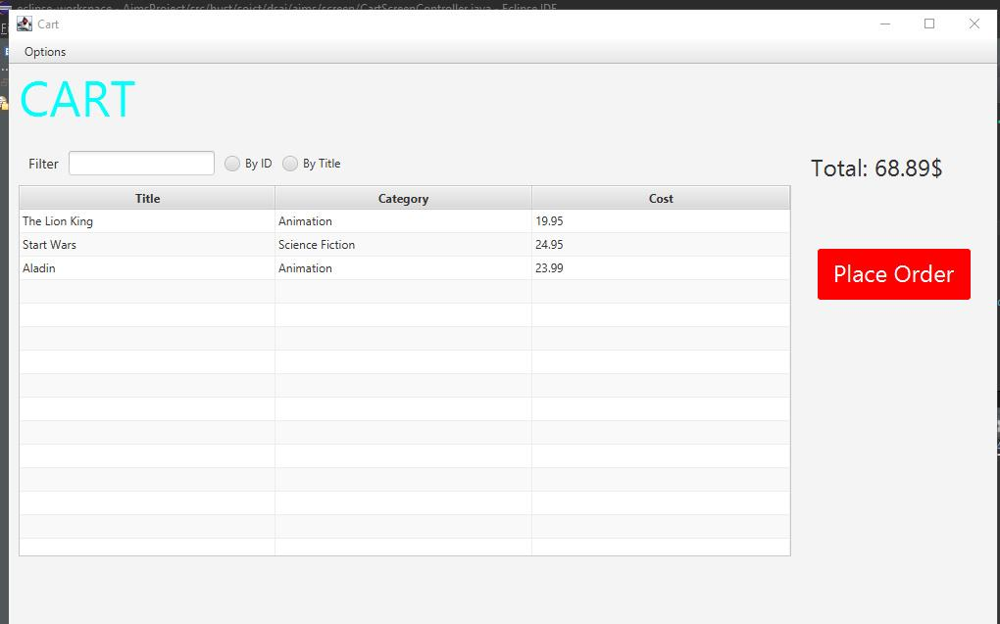 eclipse-workspace - AimsProject/src/hust/soict/dsai/aims/screen/CartScreenController.java - Eclipse IDE
Cart
Options
CART
Filter By ID By Title
Total: 68.89$
Title Category Cost
The Lion King Animation 19.95
Start Wars Science Fiction 24.95
Aladin Animation 23.99
Place Order